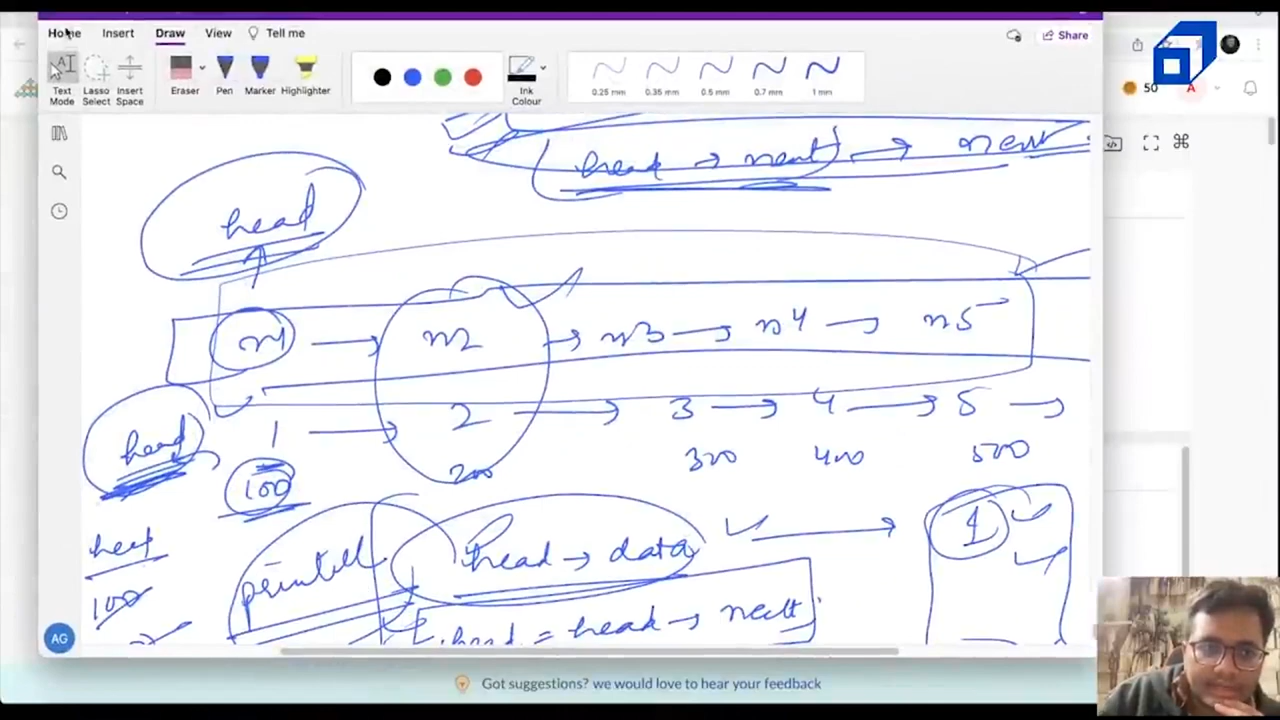 Home Insert Draw View Tell me Share
Text Mode Lasso Select Insert Space Eraser Pen Marker Highlighter Ink Colour 0.25 mm 0.35 mm 0.5 mm 0.7 mm 1 mm
50 A
head → next) → next
head
n1 → n2 → n3 → n4 → n5
head 1 → 2 → 3 → 4 → 5 →
100 200 300 400 500
head → data 1
100
head = head → next;
AG
Got suggestions? we would love to hear your feedback